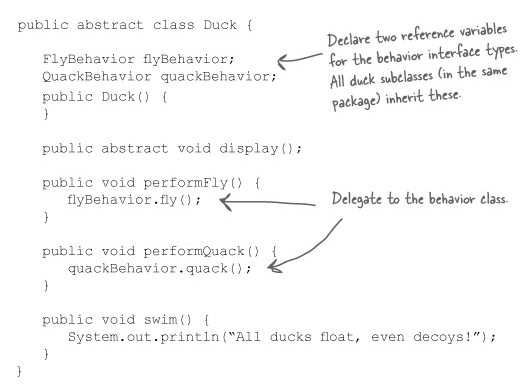 public abstract class Duck {
FlyBehavior flyBehavior;
QuackBehavior quackBehavior;
public Duck() {
}
public abstract void display();
public void performFly() {
flyBehavior.fly();
}
public void performQuack() {
quackBehavior.quack();
}
public void swim() {
System.out.println(“All ducks float, even decoys!”);
}
}
Declare two reference variables
for the behavior interface types.
All duck subclasses (in the same
package) inherit these.
Delegate to the behavior class.